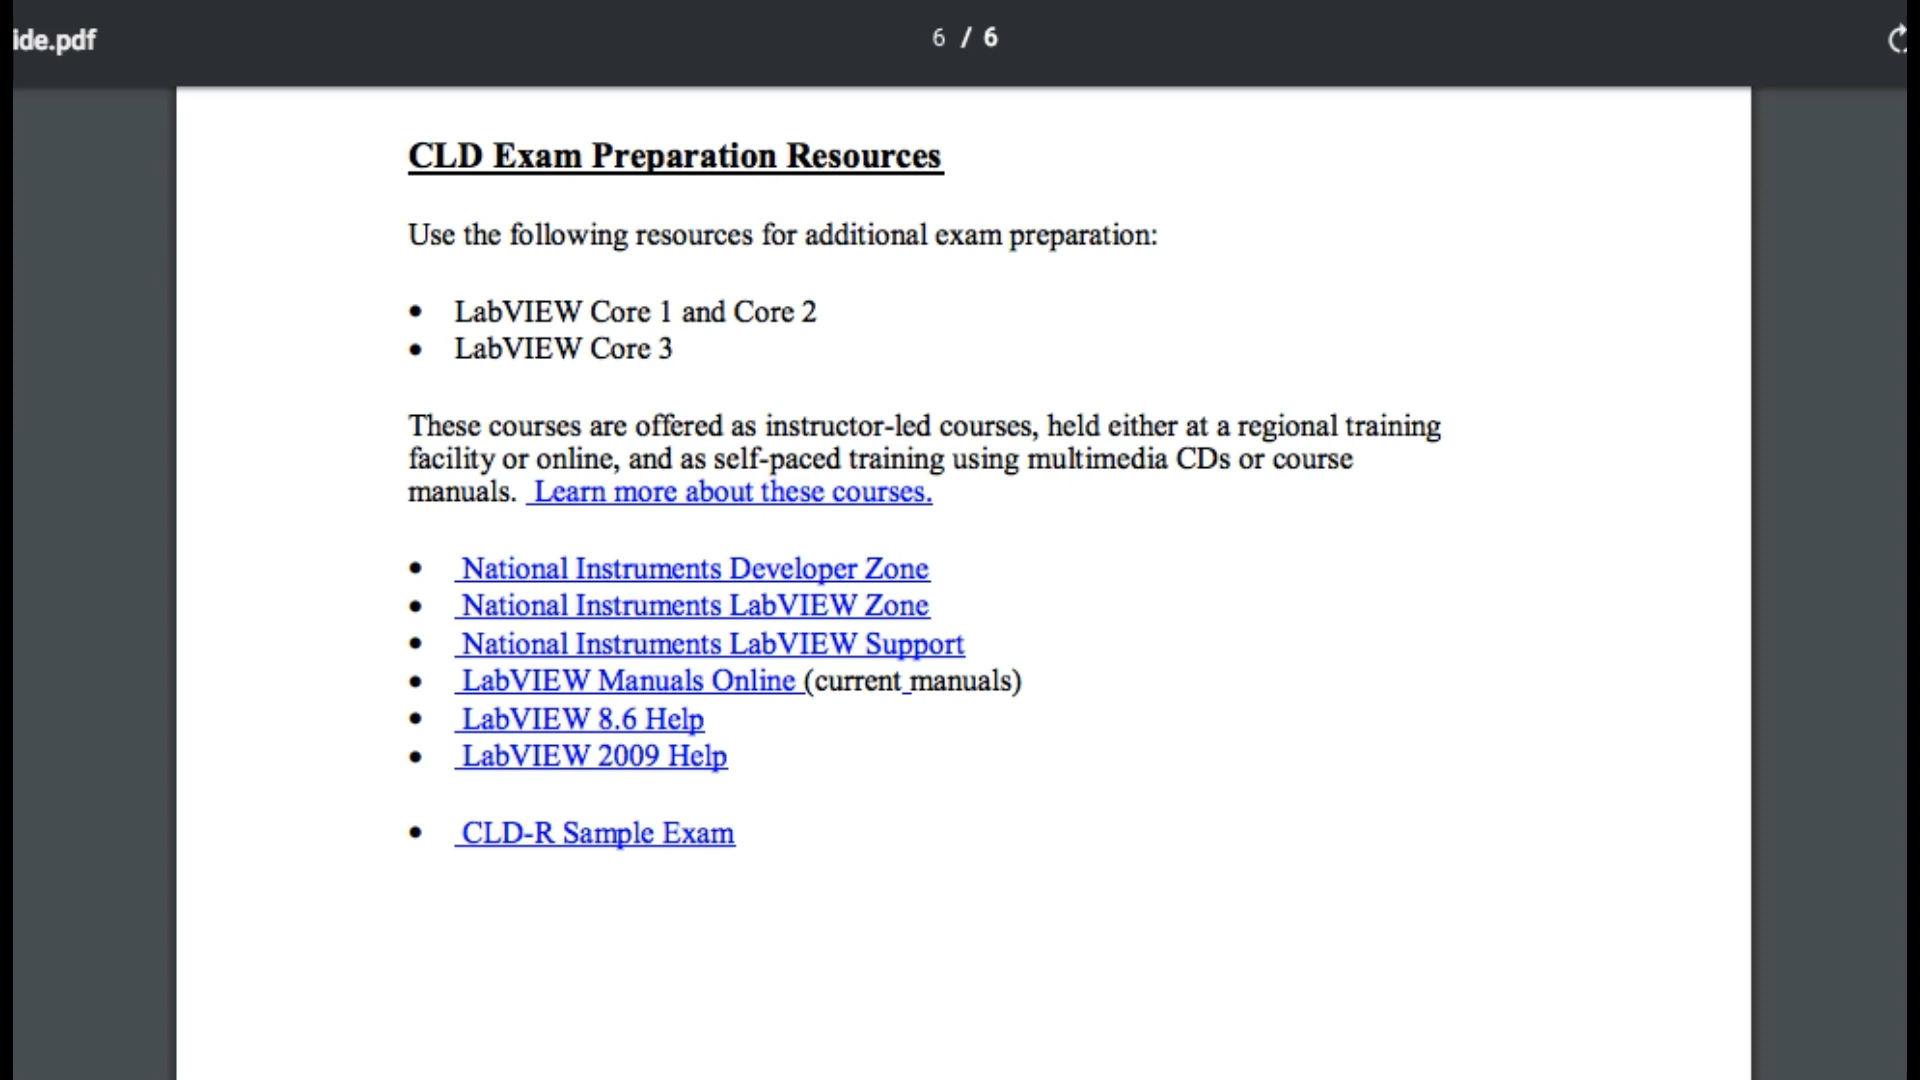 ide.pdf
6 / 6
CLD Exam Preparation Resources
Use the following resources for additional exam preparation:
• LabVIEW Core 1 and Core 2
• LabVIEW Core 3
These courses are offered as instructor-led courses, held either at a regional training
facility or online, and as self-paced training using multimedia CDs or course
manuals. Learn more about these courses.
• National Instruments Developer Zone
• National Instruments LabVIEW Zone
• National Instruments LabVIEW Support
• LabVIEW Manuals Online (current manuals)
• LabVIEW 8.6 Help
• LabVIEW 2009 Help
• CLD-R Sample Exam